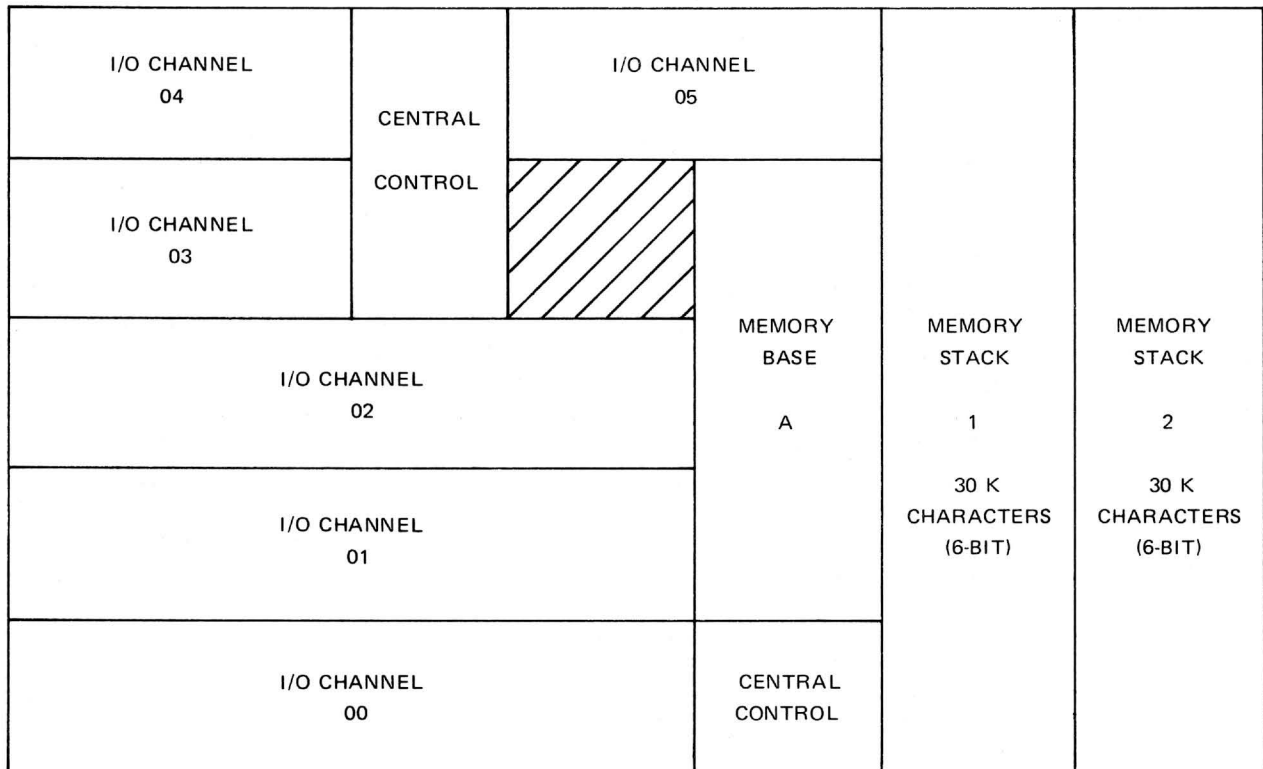 I/O CHANNEL
04
CENTRAL
CONTROL
I/O CHANNEL
05
I/O CHANNEL
03
I/O CHANNEL
02
MEMORY
BASE
A
MEMORY
STACK
1
30 K
CHARACTERS
(6-BIT)
MEMORY
STACK
2
30 K
CHARACTERS
(6-BIT)
I/O CHANNEL
01
I/O CHANNEL
00
CENTRAL
CONTROL